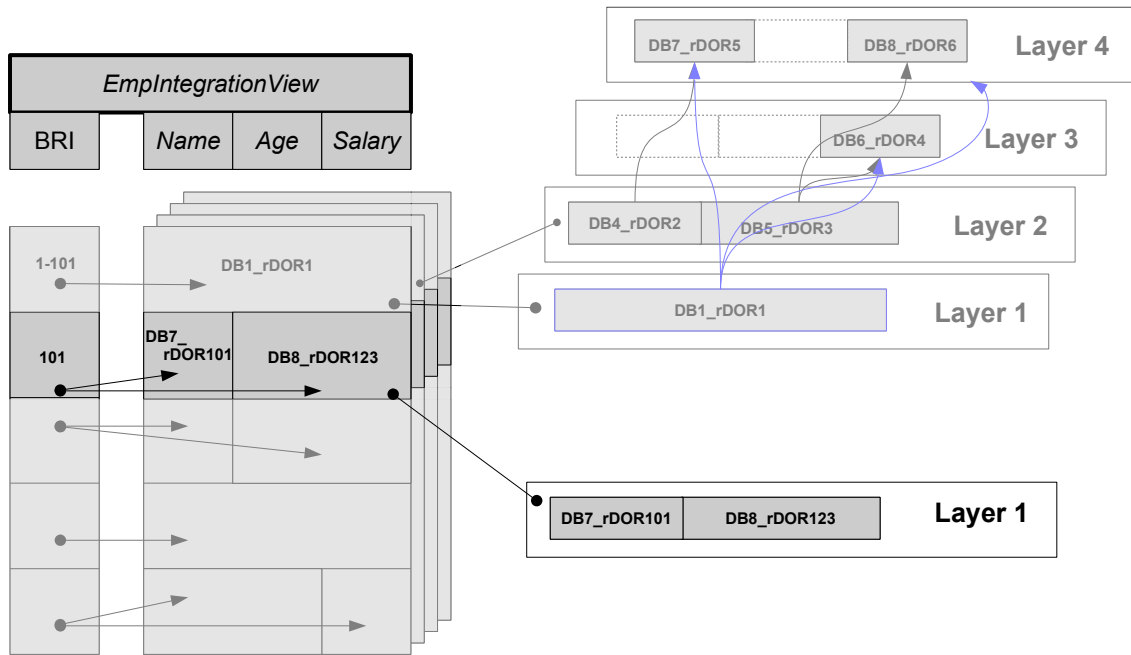 EmpIntegrationView
BRI
Name
Age
Salary
1-101
DB1_rDOR1
101
DB7_
rDOR101
DB8_rDOR123
DB7_rDOR5
DB8_rDOR6
Layer 4
DB6_rDOR4
Layer 3
DB4_rDOR2
DB5_rDOR3
Layer 2
DB1_rDOR1
Layer 1
DB7_rDOR101
DB8_rDOR123
Layer 1